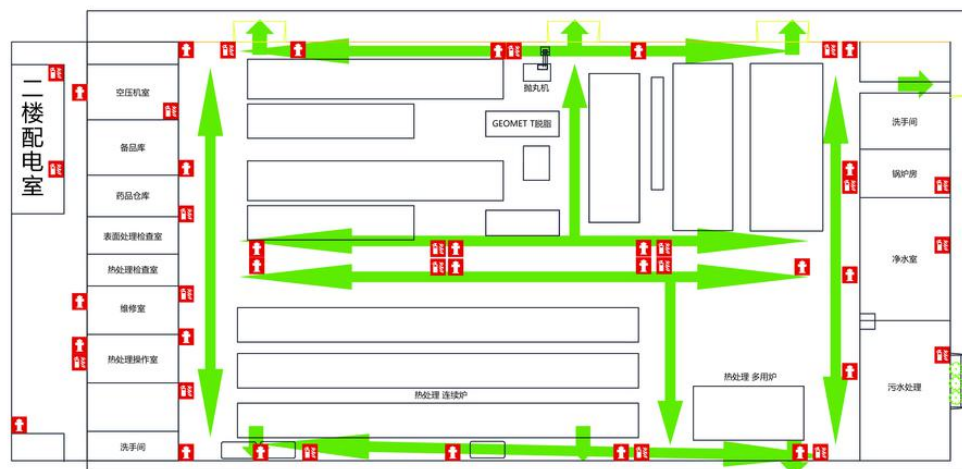 二楼配电室
空压机室
备品库
药品仓库
表面处理检查室
热处理检查室
维修室
热处理操作室
洗手间
抛丸机
GEOMET T脱脂
热处理 连续炉
热处理 多用炉
洗手间
锅炉房
净水室
污水处理